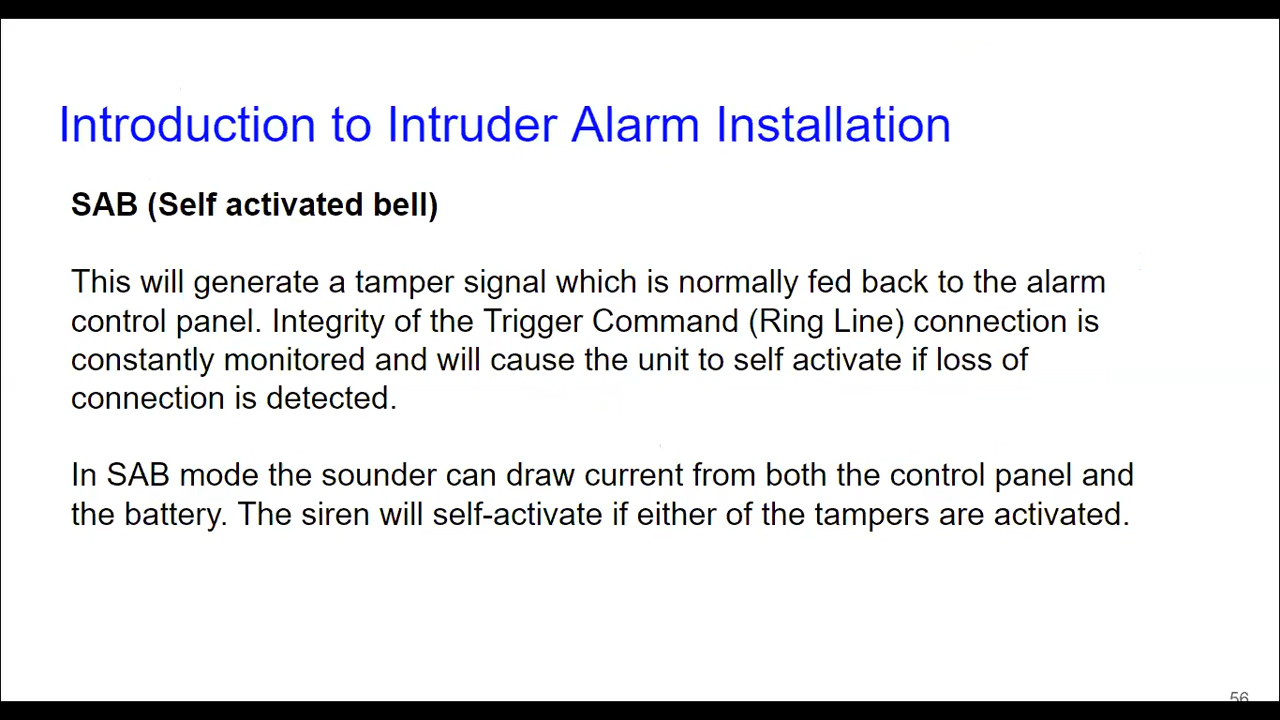 Introduction to Intruder Alarm Installation
SAB (Self activated bell)
This will generate a tamper signal which is normally fed back to the alarm
control panel. Integrity of the Trigger Command (Ring Line) connection is
constantly monitored and will cause the unit to self activate if loss of
connection is detected.
In SAB mode the sounder can draw current from both the control panel and
the battery. The siren will self-activate if either of the tampers are activated.
56